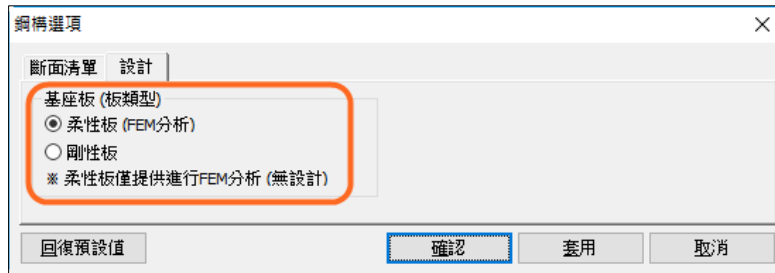 鋼構選項
斷面清單 設計
基座板 (板類型)
柔性板 (FEM分析)
剛性板
※ 柔性板僅提供進行FEM分析 (無設計)
回復預設值 確認 套用 取消